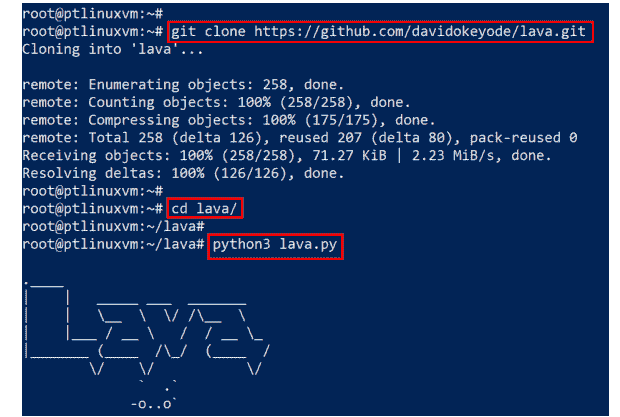 root@ptlinuxvm:~#
root@ptlinuxvm:~# git clone https://github.com/davidokeyode/lava.git
Cloning into 'lava'...
remote: Enumerating objects: 258, done.
remote: Counting objects: 100% (258/258), done.
remote: Compressing objects: 100% (175/175), done.
remote: Total 258 (delta 126), reused 207 (delta 80), pack-reused 0
Receiving objects: 100% (258/258), 71.27 KiB | 2.23 MiB/s, done.
Resolving deltas: 100% (126/126), done.
root@ptlinuxvm:~#
root@ptlinuxvm:~# cd lava/
root@ptlinuxvm:~/lava#
root@ptlinuxvm:~/lava# python3 lava.py
Lava
-o..o`